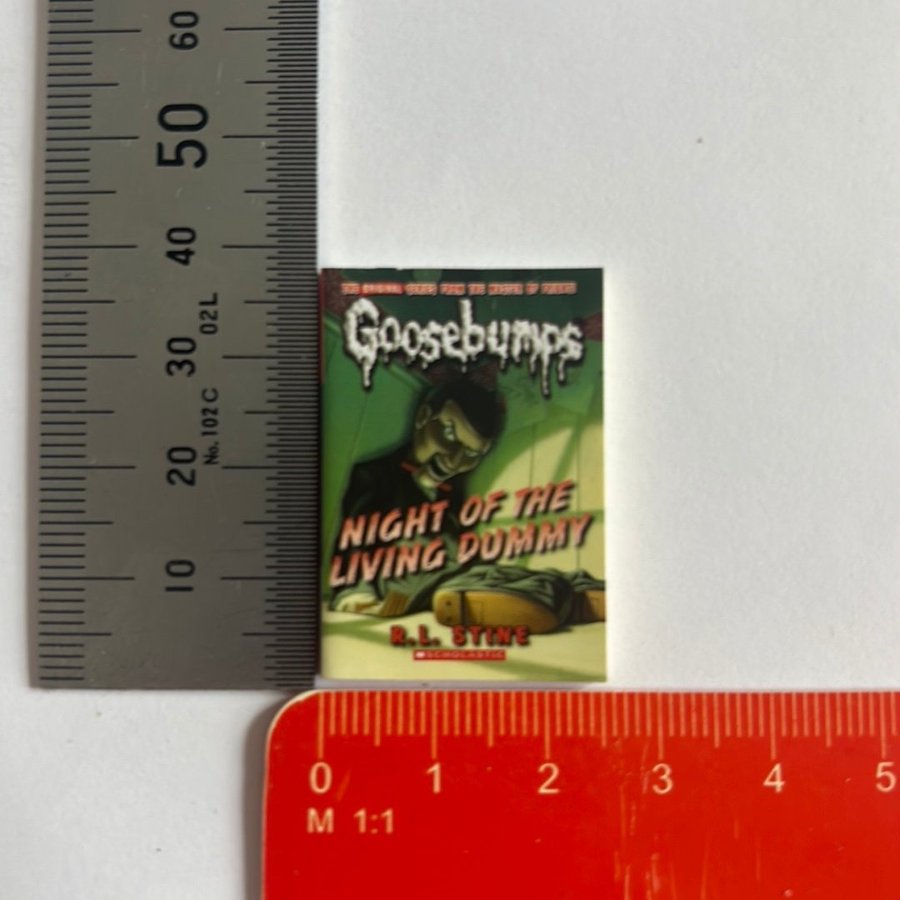 60
50
40
30
20
10
02L
No.102C
THE ORIGINAL SERIES FROM THE MASTER OF FRIGHT
Goosebumps
NIGHT OF THE
LIVING DUMMY
R.L. STINE
SCHOLASTIC
0 1 2 3 4 5
M 1:1